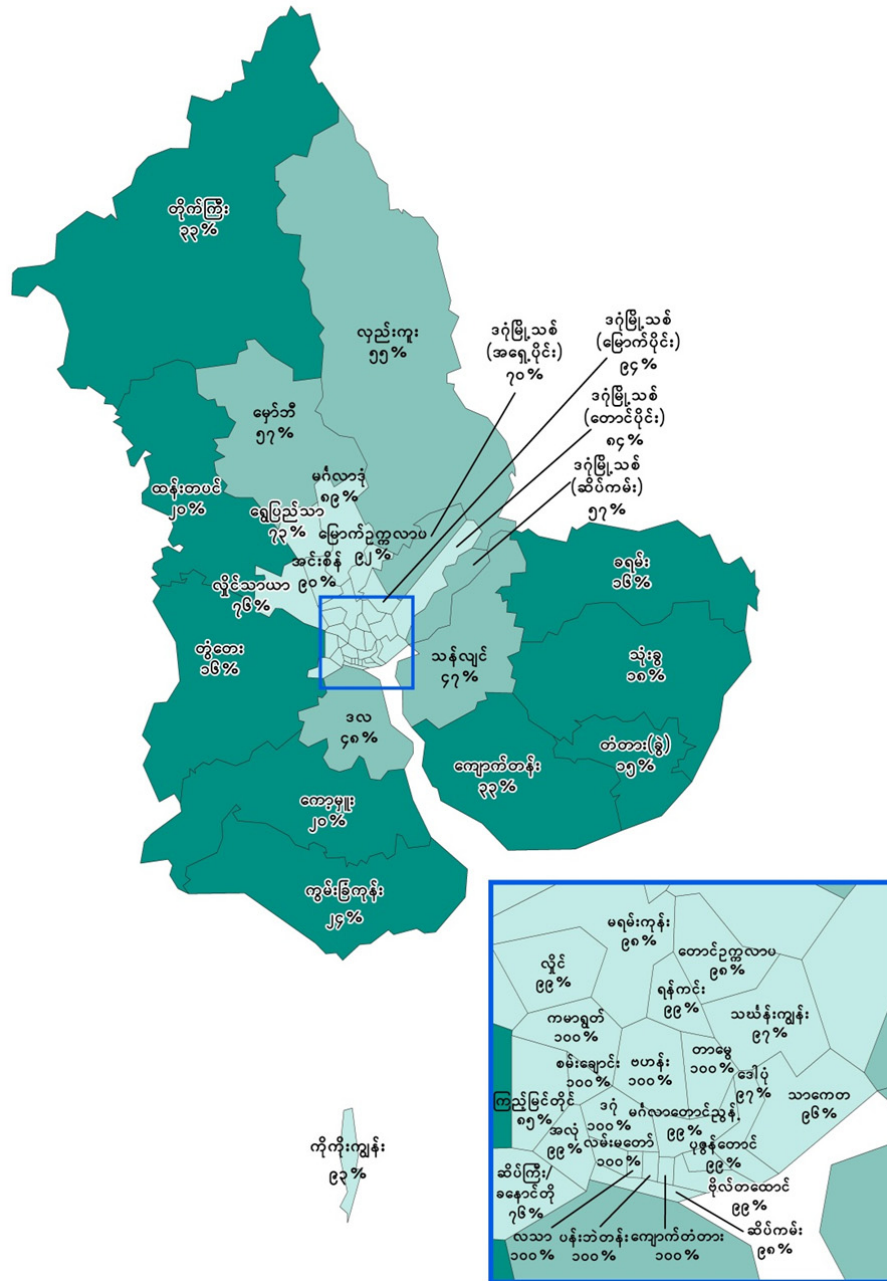 တိုက်ကြီး
၃၃%
လှည်းကူး
၅၅%
ဒဂုံမြို့သစ်
(အရှေ့ပိုင်း)
၇၀%
ဒဂုံမြို့သစ်
(မြောက်ပိုင်း)
၉၄%
ဒဂုံမြို့သစ်
(တောင်ပိုင်း)
၈၄%
ဒဂုံမြို့သစ်
(ဆိပ်ကမ်း)
၅၇%
မှော်ဘီ
၅၇%
ထန်းတပင်
၂၀%
မင်္ဂလာဒုံ
၈၉%
ရွှေပြည်သာ
၇၃%
မြောက်ဥက္ကလာပ
၉၂%
အင်းစိန်
၉၀%
လှိုင်သာယာ
၇၆%
တွံတေး
၁၆%
ခရမ်း
၁၆%
သုံးခွ
၁၈%
သန်လျင်
၄၇%
ဒလ
၄၈%
တံတား(ခွဲ)
၁၅%
ကျောက်တန်း
၃၃%
ကော့မှူး
၂၀%
ကွမ်းခြံကုန်း
၂၄%
ကိုကိုးကျွန်း
၉၃%
မရမ်းကုန်း
၉၈%
တောင်ဥက္ကလာပ
၉၈%
လှိုင်
၉၉%
ရန်ကင်း
၉၉%
သင်္ဃန်းကျွန်း
၉၇%
ကမာရွတ်
၁၀၀%
တာမွေ
၁၀၀%
စမ်းချောင်း
၁၀၀%
ဗဟန်း
၁၀၀%
ဒေါပုံ
၉၇%
သာကေတ
၉၆%
ကြည့်မြင်တိုင်
၈၅%
ဒဂုံ
၁၀၀%
မင်္ဂလာတောင်ညွန့်
၉၉%
အလုံ
၉၉%
လမ်းမတော်
၁၀၀%
ပုဇွန်တောင်
၉၉%
ဆိပ်ကြီး/
ခနောင်တို
၇၆%
ဗိုလ်တထောင်
၉၉%
လသာ
၁၀၀%
ပန်းဘဲတန်း
၁၀၀%
ကျောက်တံတား
၁၀၀%
ဆိပ်ကမ်း
၉၈%